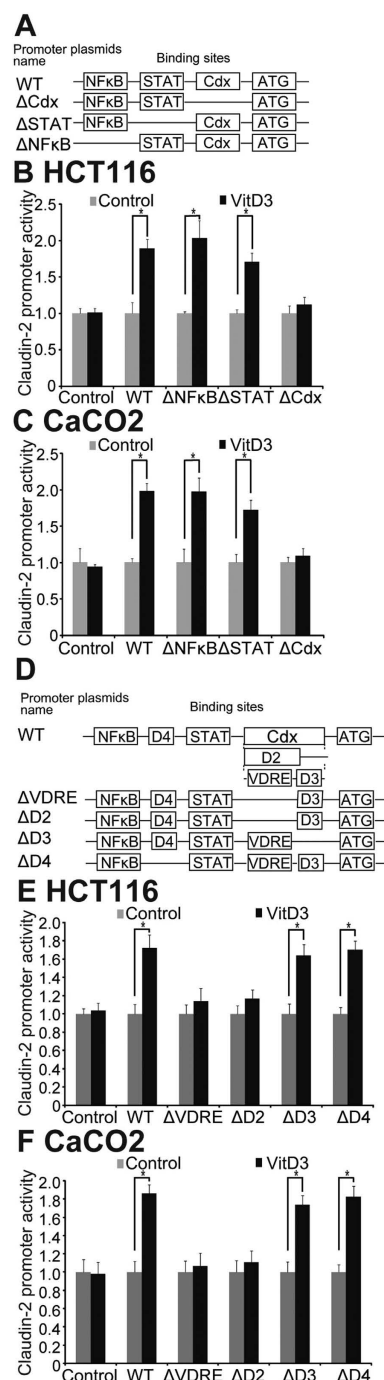 A
Promoter plasmids name
Binding sites
WT NFκB STAT Cdx ATG
ΔCdx NFκB STAT ATG
ΔSTAT NFκB Cdx ATG
ΔNFκB STAT Cdx ATG
B HCT116
Control VitD3
Claudin-2 promoter activity
2.5
2.0
1.5
1.0
0.5
0
* * *
Control WT ΔNFκB ΔSTAT ΔCdx
C CaCO2
Control VitD3
Claudin-2 promoter activity
2.5
2.0
1.5
1.0
0.5
0
* * *
Control WT ΔNFκB ΔSTAT ΔCdx
D
Promoter plasmids name
Binding sites
WT NFκB D4 STAT Cdx ATG
D2
VDRE D3
ΔVDRE NFκB D4 STAT D3 ATG
ΔD2 NFκB D4 STAT D3 ATG
ΔD3 NFκB D4 STAT VDRE ATG
ΔD4 NFκB STAT VDRE D3 ATG
E HCT116
Control VitD3
Claudin-2 promoter activity
2.0
1.8
1.6
1.4
1.2
1.0
0.8
0.6
0.4
0.2
0
* * *
Control WT ΔVDRE ΔD2 ΔD3 ΔD4
F CaCO2
Control VitD3
Claudin-2 promoter activity
2.0
1.8
1.6
1.4
1.2
1.0
0.8
0.6
0.4
0.2
0
* * *
Control WT ΔVDRE ΔD2 ΔD3 ΔD4